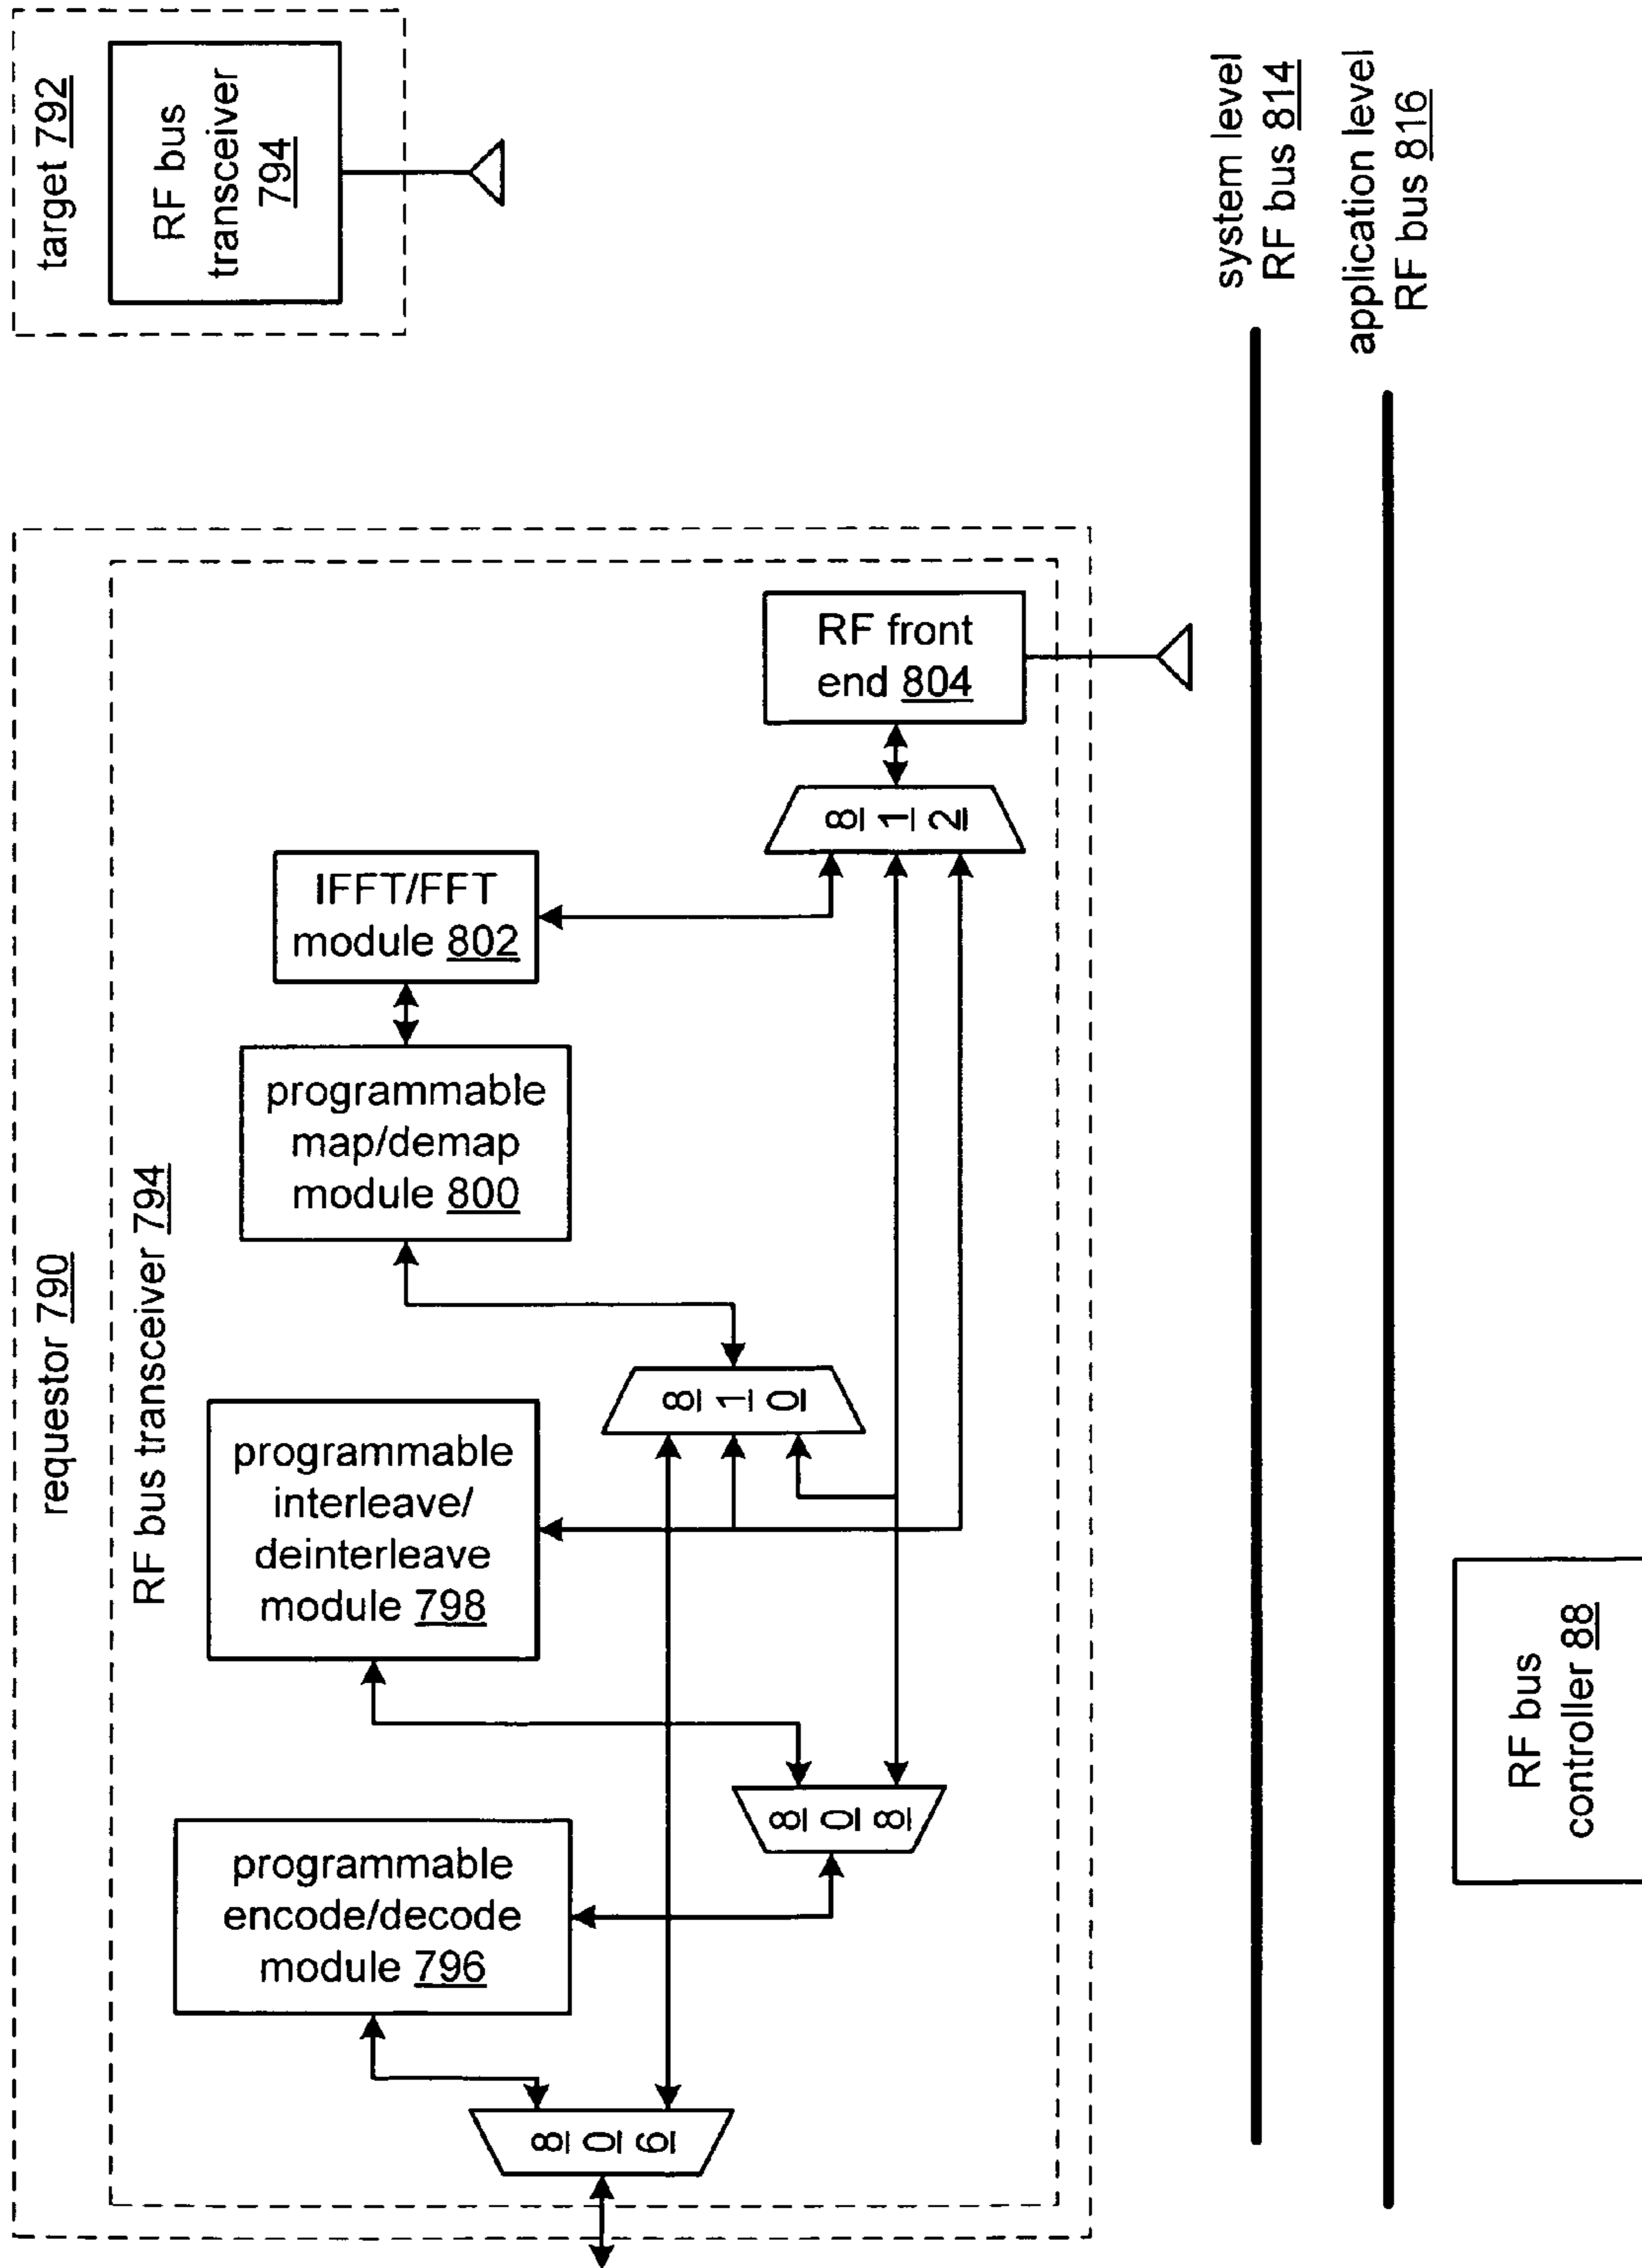 requestor 790
RF bus transceiver 794
programmable
encode/decode
module 796
programmable
interleave/
deinterleave
module 798
programmable
map/demap
module 800
IFFT/FFT
module 802
RF front
end 804
806
808
810
812
target 792
RF bus
transceiver
794
system level
RF bus 814
application level
RF bus 816
RF bus
controller 88